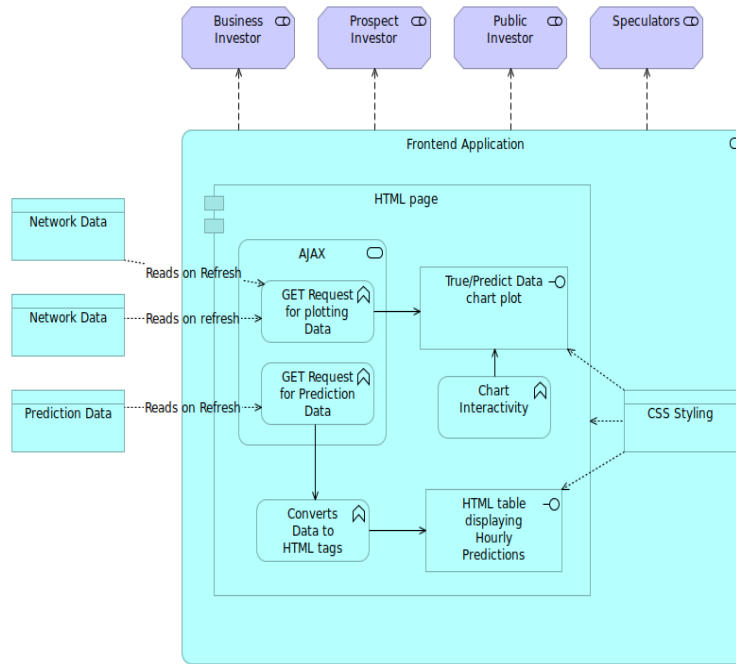 Business
Investor
Prospect
Investor
Public
Investor
Speculators
Frontend Application
HTML page
Network Data
AJAX
Reads on Refresh
GET Request
for plotting
Data
True/Predict Data
chart plot
Network Data
Reads on refresh
GET Request
for Prediction
Data
Chart
Interactivity
Prediction Data
Reads on Refresh
CSS Styling
Converts
Data to
HTML tags
HTML table
displaying
Hourly
Predictions